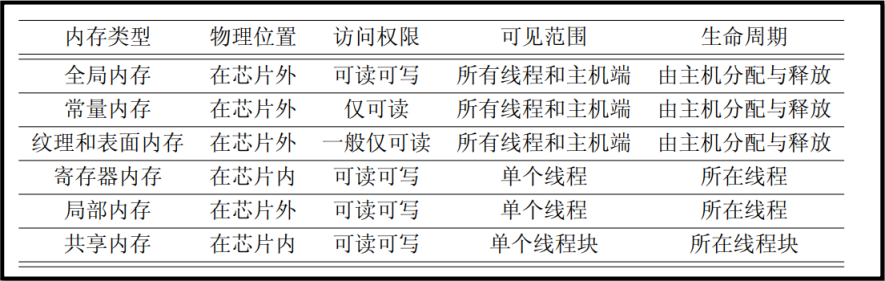 内存类型 物理位置 访问权限 可见范围 生命周期
全局内存 在芯片外 可读可写 所有线程和主机端 由主机分配与释放
常量内存 在芯片外 仅可读 所有线程和主机端 由主机分配与释放
纹理和表面内存 在芯片外 一般仅可读 所有线程和主机端 由主机分配与释放
寄存器内存 在芯片内 可读可写 单个线程 所在线程
局部内存 在芯片外 可读可写 单个线程 所在线程
共享内存 在芯片内 可读可写 单个线程块 所在线程块